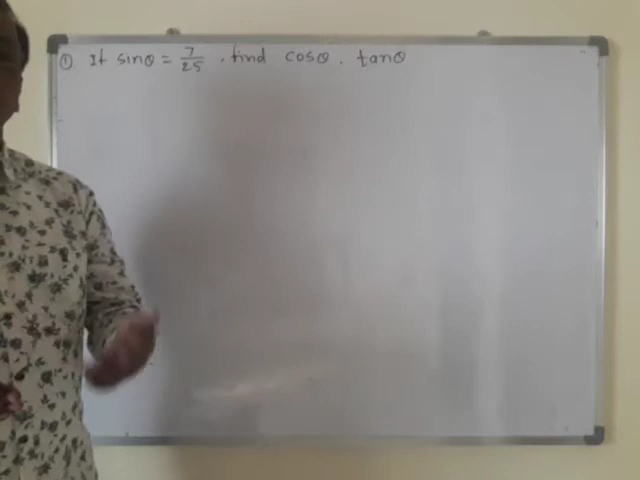 ① If sinθ = 7/25 . find cosθ . tanθ